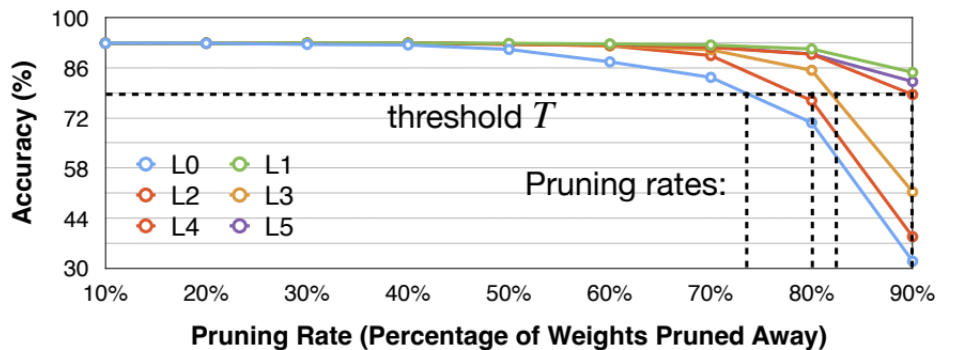 100
86
72
58
44
30
Accuracy (%)
threshold T
L0 L1
L2 L3
L4 L5
Pruning rates:
10% 20% 30% 40% 50% 60% 70% 80% 90%
Pruning Rate (Percentage of Weights Pruned Away)